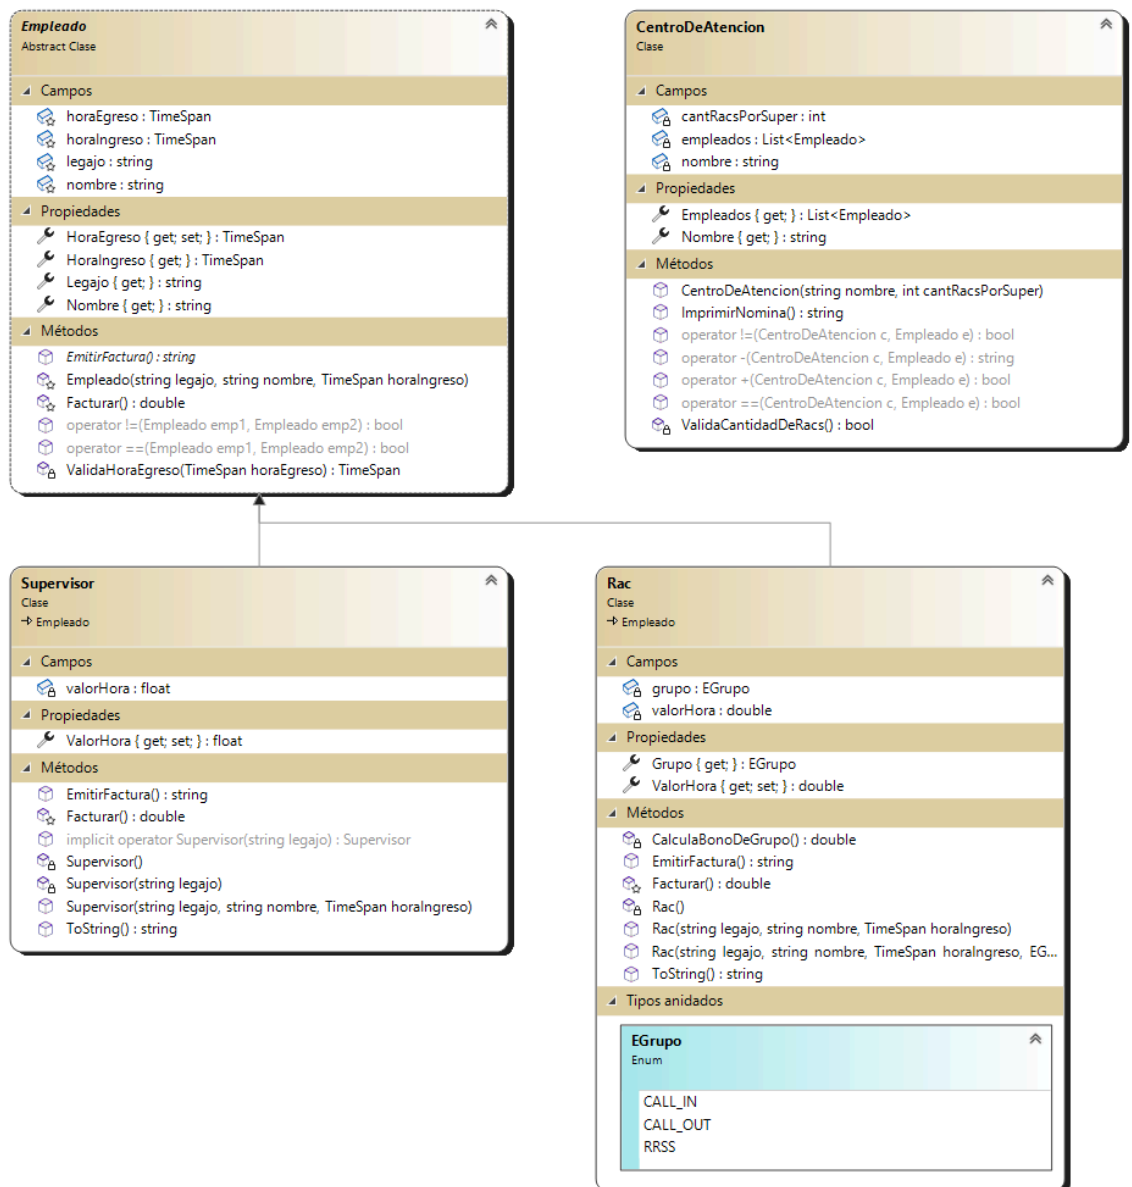 Empleado
Abstract Clase
Campos
horaEgreso : TimeSpan
horaIngreso : TimeSpan
legajo : string
nombre : string
Propiedades
HoraEgreso { get; set; } : TimeSpan
HoraIngreso { get; } : TimeSpan
Legajo { get; } : string
Nombre { get; } : string
Métodos
EmitirFactura() : string
Empleado(string legajo, string nombre, TimeSpan horaIngreso)
Facturar() : double
operator !=(Empleado emp1, Empleado emp2) : bool
operator ==(Empleado emp1, Empleado emp2) : bool
ValidaHoraEgreso(TimeSpan horaEgreso) : TimeSpan
CentroDeAtencion
Clase
Campos
cantRacsPorSuper : int
empleados : List<Empleado>
nombre : string
Propiedades
Empleados { get; } : List<Empleado>
Nombre { get; } : string
Métodos
CentroDeAtencion(string nombre, int cantRacsPorSuper)
ImprimirNomina() : string
operator !=(CentroDeAtencion c, Empleado e) : bool
operator -(CentroDeAtencion c, Empleado e) : string
operator +(CentroDeAtencion c, Empleado e) : bool
operator ==(CentroDeAtencion c, Empleado e) : bool
ValidaCantidadDeRacs() : bool
Supervisor
Clase
Empleado
Campos
valorHora : float
Propiedades
ValorHora { get; set; } : float
Métodos
EmitirFactura() : string
Facturar() : double
implicit operator Supervisor(string legajo) : Supervisor
Supervisor()
Supervisor(string legajo)
Supervisor(string legajo, string nombre, TimeSpan horaIngreso)
ToString() : string
Rac
Clase
Empleado
Campos
grupo : EGrupo
valorHora : double
Propiedades
Grupo { get; } : EGrupo
ValorHora { get; set; } : double
Métodos
CalculaBonoDeGrupo() : double
EmitirFactura() : string
Facturar() : double
Rac()
Rac(string legajo, string nombre, TimeSpan horaIngreso)
Rac(string legajo, string nombre, TimeSpan horaIngreso, EG...
ToString() : string
Tipos anidados
EGrupo
Enum
CALL_IN
CALL_OUT
RRSS